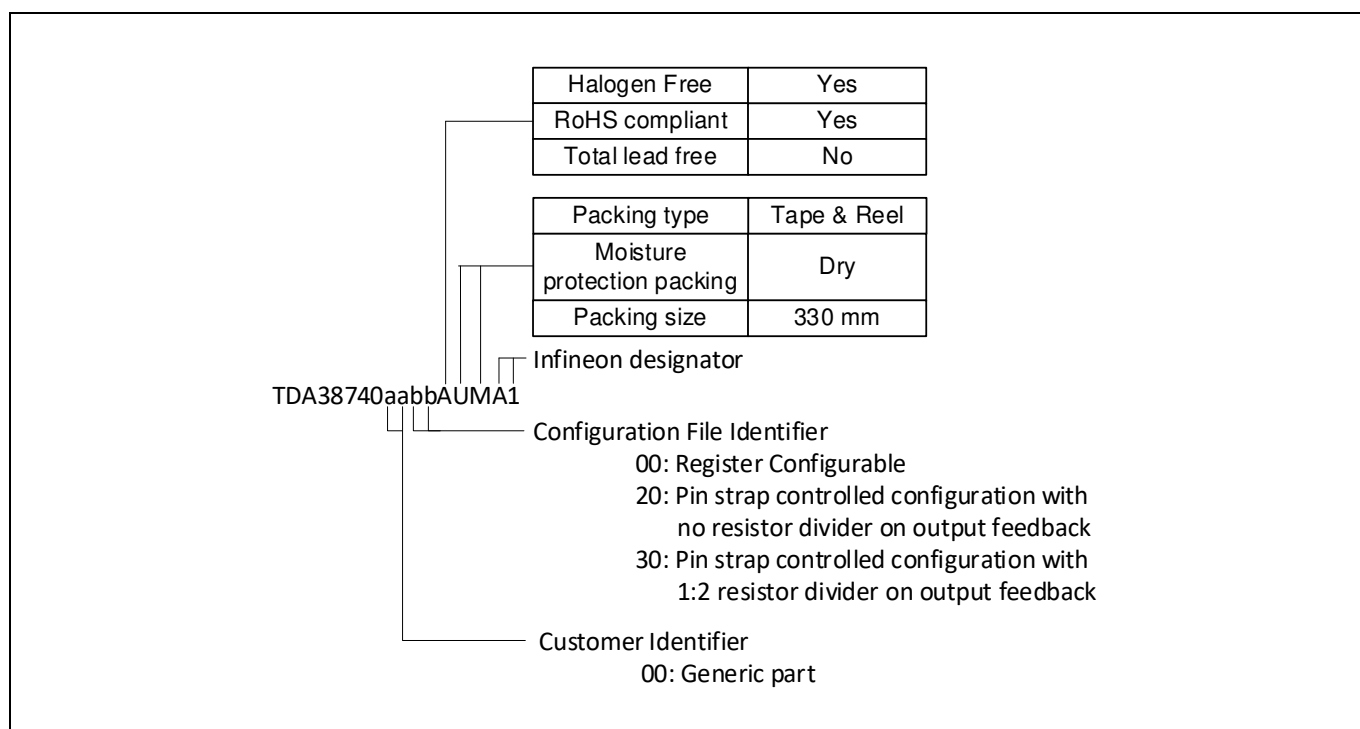 Halogen Free Yes
RoHS compliant Yes
Total lead free No
Packing type Tape & Reel
Moisture
protection packing Dry
Packing size 330 mm
Infineon designator
TDA38740aabbAUMA1
Configuration File Identifier
00: Register Configurable
20: Pin strap controlled configuration with
no resistor divider on output feedback
30: Pin strap controlled configuration with
1:2 resistor divider on output feedback
Customer Identifier
00: Generic part